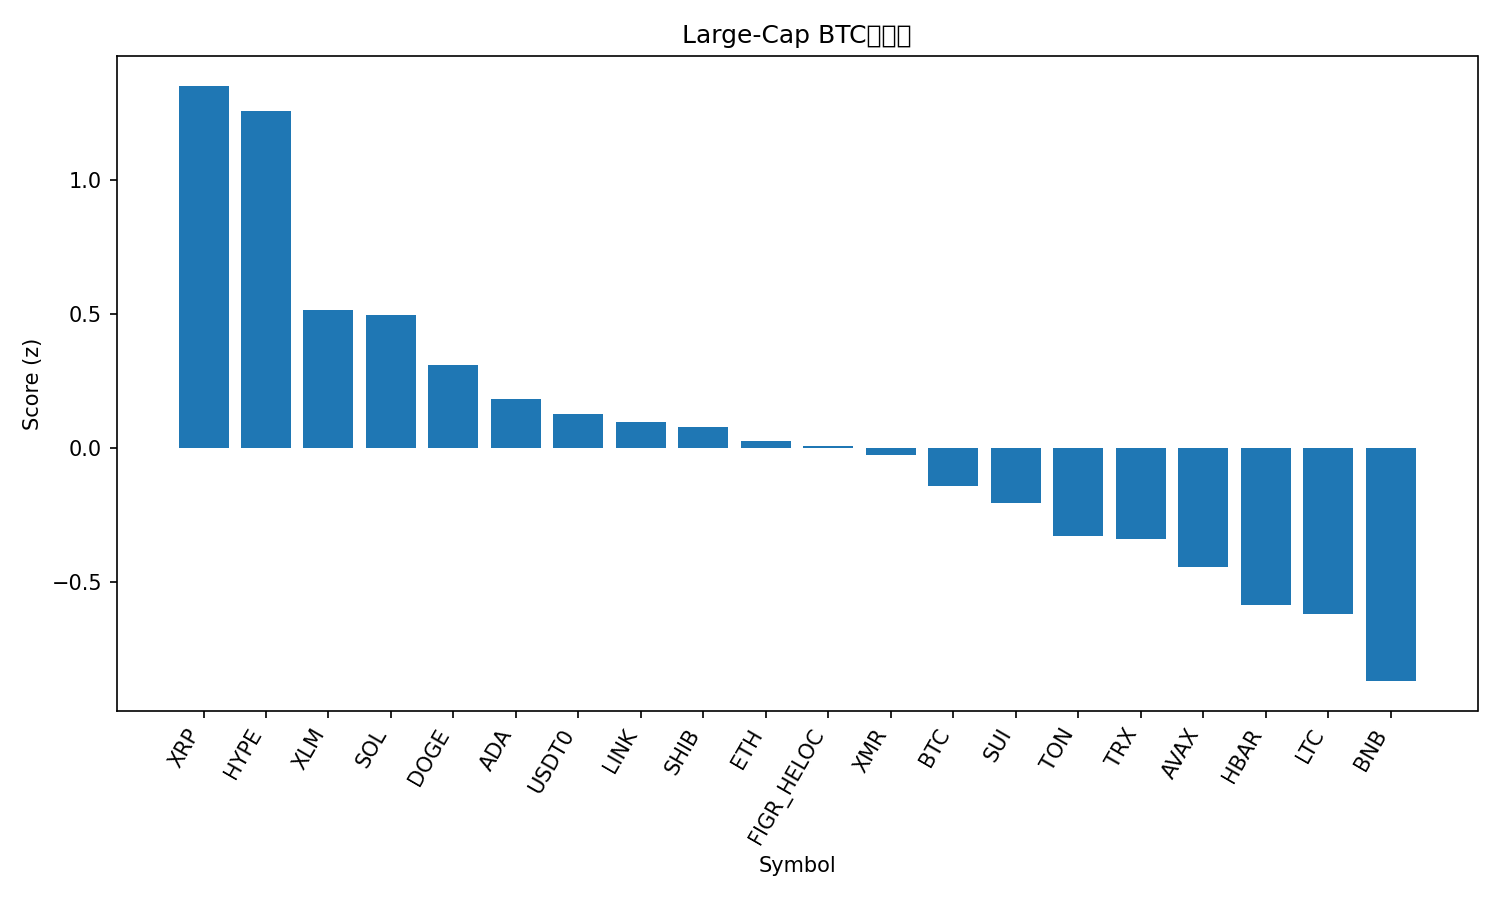 Large-Cap BTC
Score (z)
1.0
0.5
0.0
−0.5
XRP
HYPE
XLM
SOL
DOGE
ADA
USDT0
LINK
SHIB
ETH
FIGR_HELOC
XMR
BTC
SUI
TON
TRX
AVAX
HBAR
LTC
BNB
Symbol